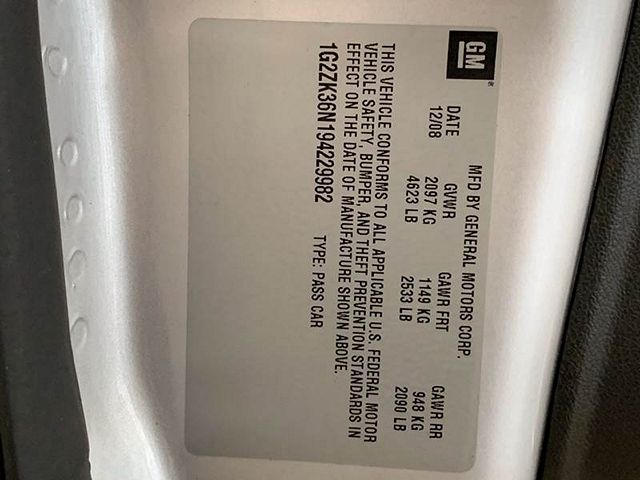 GM®
MFD BY GENERAL MOTORS CORP.
DATE GVWR GAWR FRT GAWR RR
12/08 2097 KG 1149 KG 948 KG
4623 LB 2533 LB 2090 LB
THIS VEHICLE CONFORMS TO ALL APPLICABLE U.S. FEDERAL MOTOR
VEHICLE SAFETY, BUMPER, AND THEFT PREVENTION STANDARDS IN
EFFECT ON THE DATE OF MANUFACTURE SHOWN ABOVE.
1G2ZK36N194229982 TYPE: PASS CAR